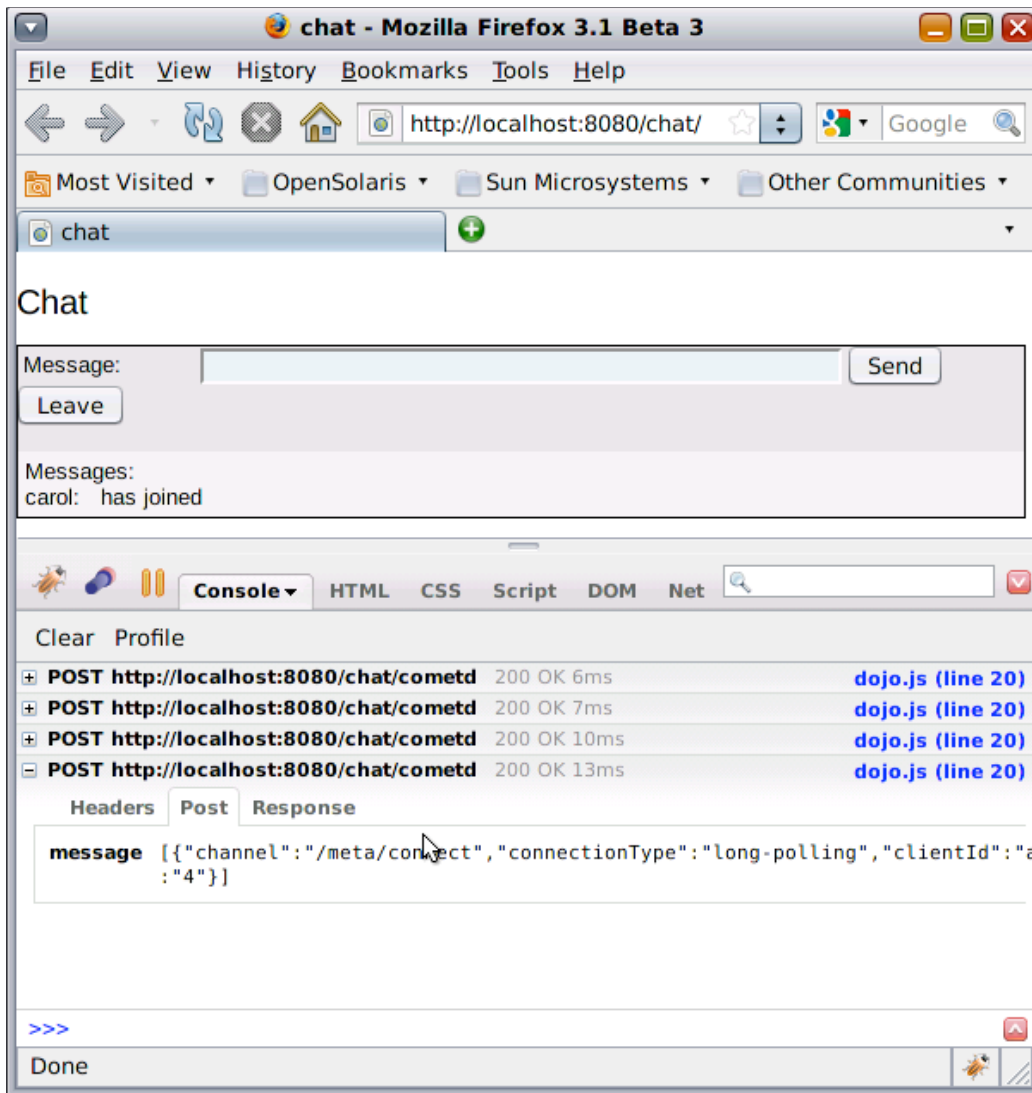 chat - Mozilla Firefox 3.1 Beta 3
File Edit View History Bookmarks Tools Help
http://localhost:8080/chat/ Google
Most Visited OpenSolaris Sun Microsystems Other Communities
chat
Chat
Message: Send
Leave
Messages:
carol: has joined
Console HTML CSS Script DOM Net
Clear Profile
POST http://localhost:8080/chat/cometd 200 OK 6ms dojo.js (line 20)
POST http://localhost:8080/chat/cometd 200 OK 7ms dojo.js (line 20)
POST http://localhost:8080/chat/cometd 200 OK 10ms dojo.js (line 20)
POST http://localhost:8080/chat/cometd 200 OK 13ms dojo.js (line 20)
Headers Post Response
message [{"channel":"/meta/connect","connectionType":"long-polling","clientId":"a
:"4"}]
>>>
Done